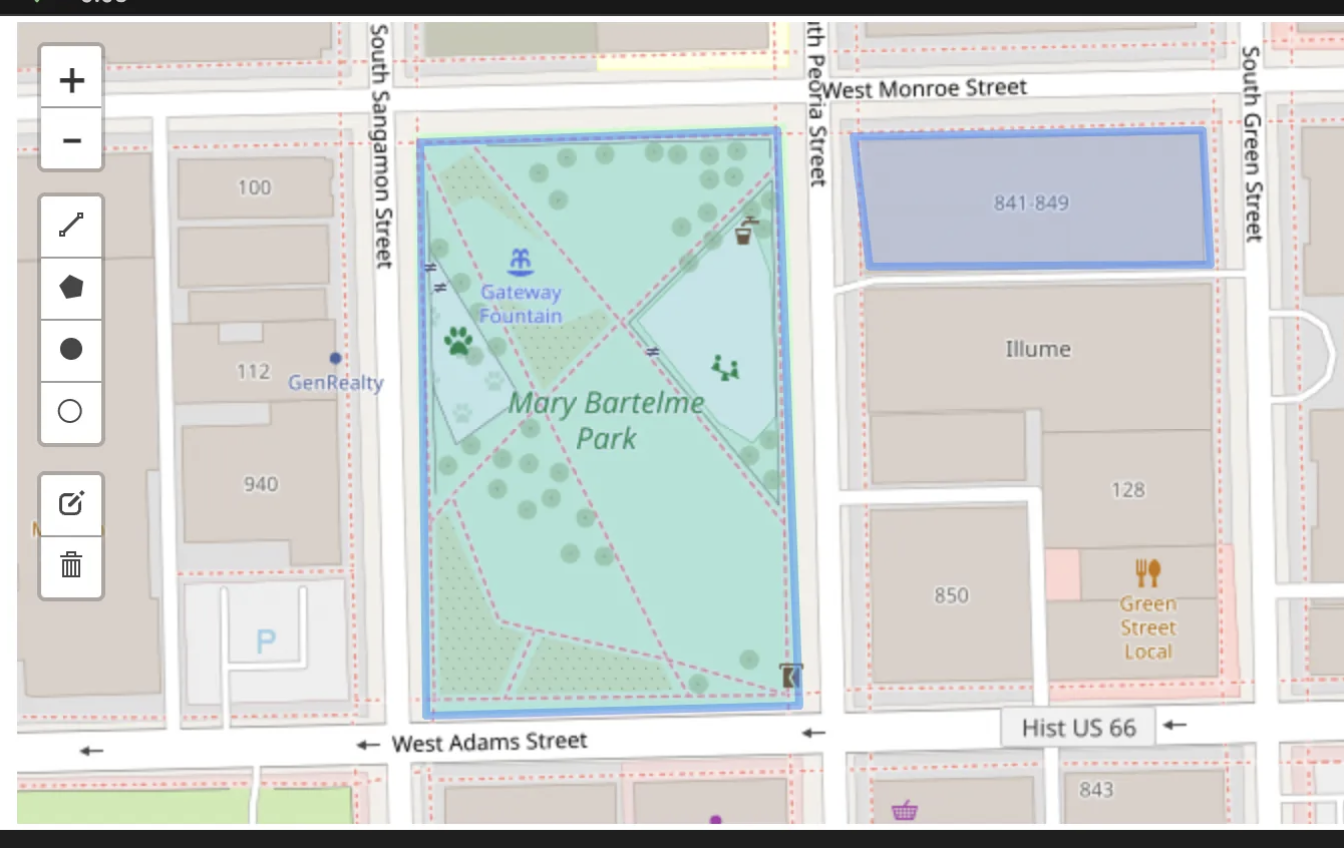 South Sangamon Street
Peoria Street
West Monroe Street
South Green Street
100
841-849
Gateway
Fountain
Illume
112
GenRealty
Mary Bartelme
Park
940
128
850
Green
Street
Local
P
Hist US 66
West Adams Street
843